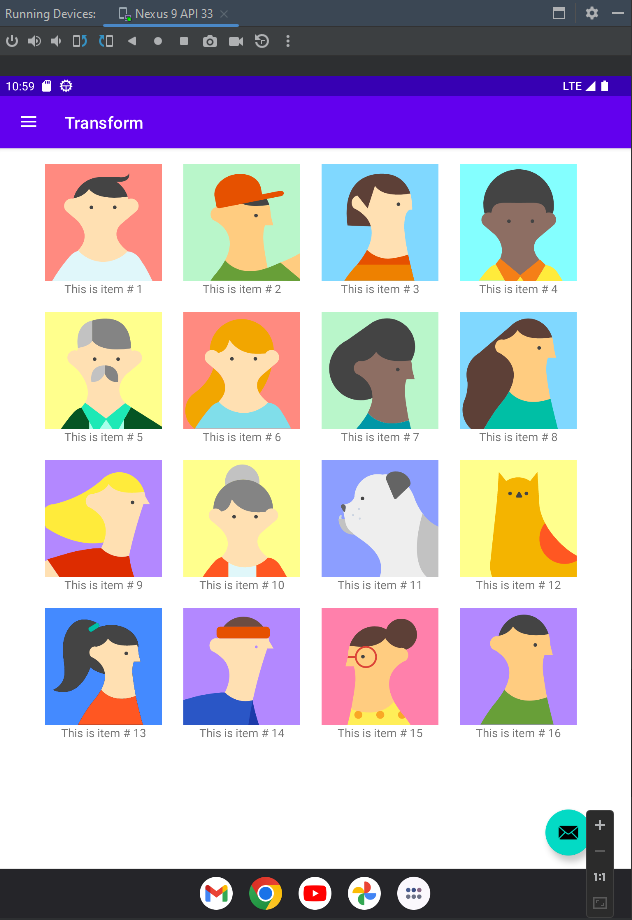 Running Devices: Nexus 9 API 33
10:59 LTE
Transform
This is item # 1 This is item # 2 This is item # 3 This is item # 4
This is item # 5 This is item # 6 This is item # 7 This is item # 8
This is item # 9 This is item # 10 This is item # 11 This is item # 12
This is item # 13 This is item # 14 This is item # 15 This is item # 16
1:1